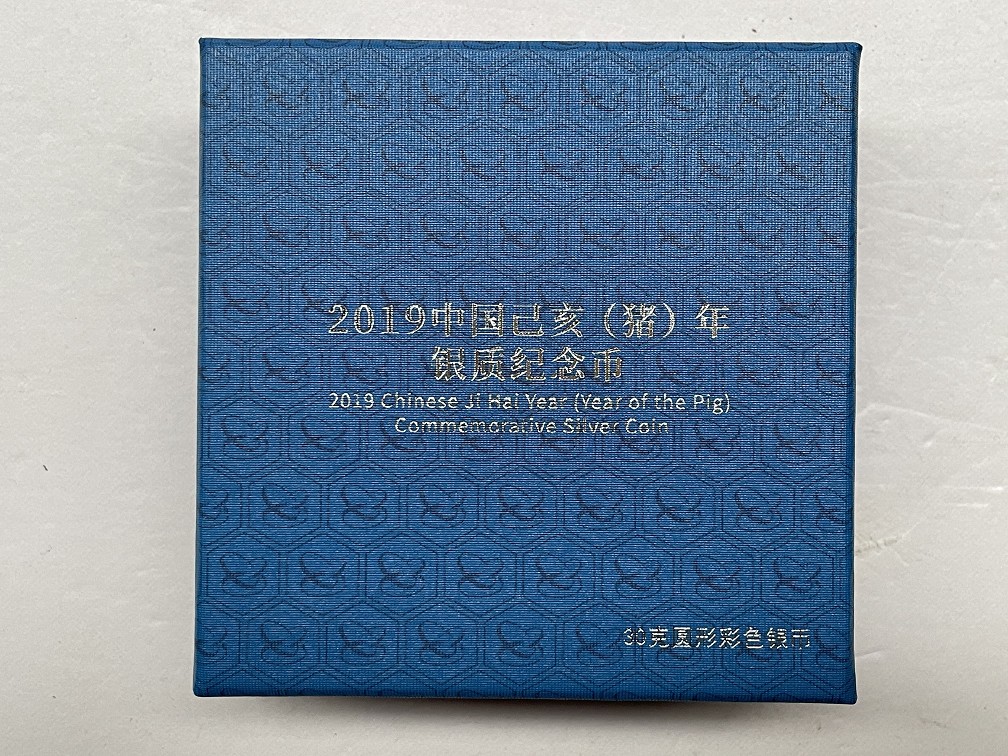 2019中国己亥（猪）年
银质纪念币
2019 Chinese Ji Hai Year (Year of the Pig)
Commemorative Silver Coin
30克圆形彩色银币